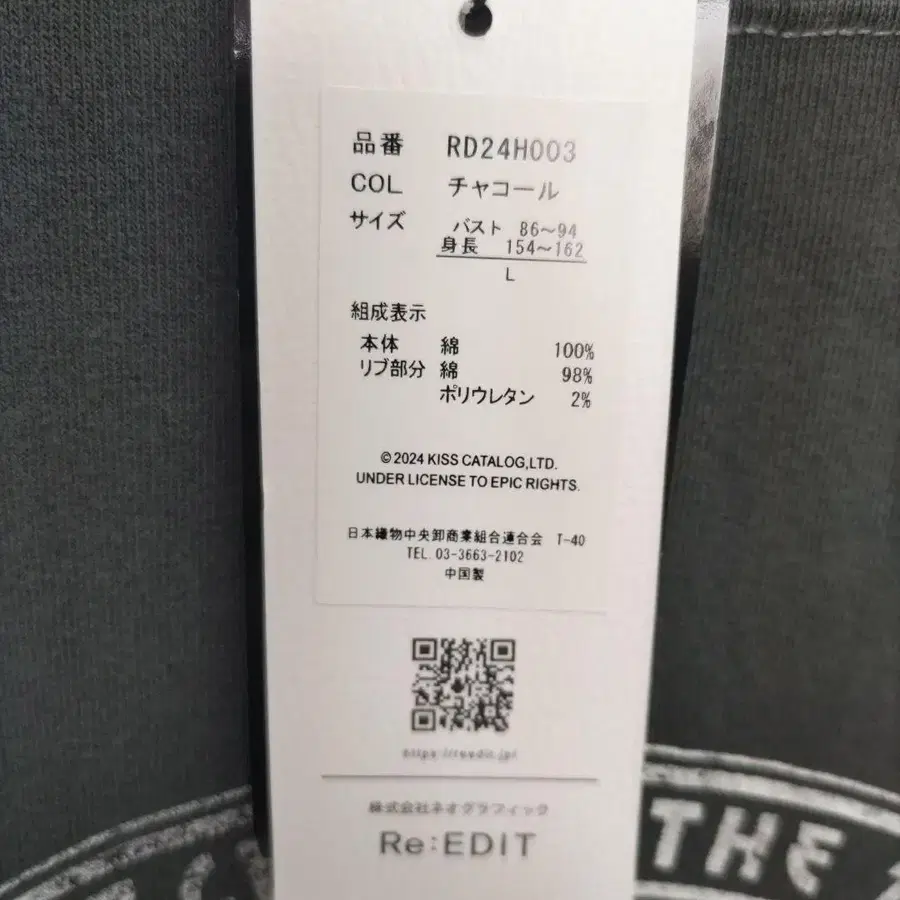 品番 RD24H003
COL チャコール
サイズ バスト 86～94
身長 154～162
L
組成表示
本体 綿 100%
リブ部分 綿 98%
ポリウレタン 2%
©2024 KISS CATALOG,LTD.
UNDER LICENSE TO EPIC RIGHTS.
日本織物中央卸商業組合連合会 T-40
TEL. 03-3663-2102
中国製
https://reedit.jp/
株式会社ネオグラフィック
Re:EDIT
THE